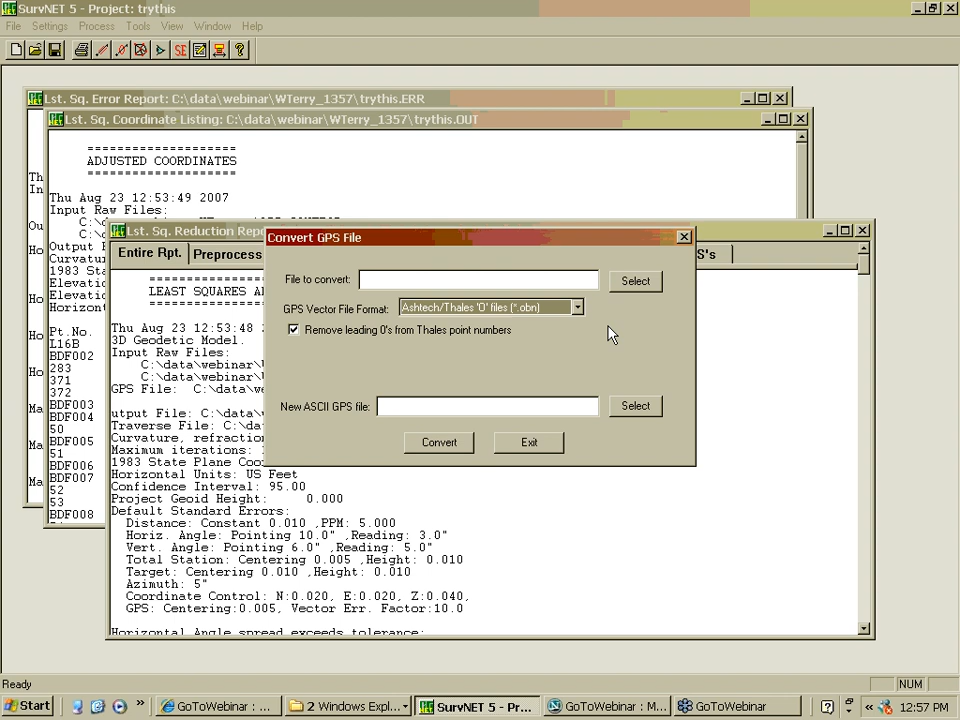 SurvNET 5 - Project: trythis
File Settings Process Tools View Window Help
SE
Lst. Sq. Error Report: C:\data\webinar\WTerry_1357\trythis.ERR
Lst. Sq. Coordinate Listing: C:\data\webinar\WTerry_1357\trythis.OUT
====================
ADJUSTED COORDINATES
====================
Thu Aug 23 12:53:49 2007
Input Raw Files:
Pt.No.
L16B
BDF002
283
371
372
BDF003
BDF004
50
BDF005
51
BDF006
BDF007
52
53
BDF008
Lst. Sq. Reduction Repo
Entire Rpt. Preprocess S's
LEAST SQUARES A
Thu Aug 23 12:53:48
3D Geodetic Model.
Input Raw Files:
C:\data\webinar\
C:\data\webinar\
GPS File: C:\data\we
utput File: C:\data\w
Traverse File: C:\da
Curvature, refractio
Maximum iterations:
1983 State Plane Coo
Horizontal Units: US Feet
Confidence Interval: 95.00
Project Geoid Height: 0.000
Default Standard Errors:
Distance: Constant 0.010 ,PPM: 5.000
Horiz. Angle: Pointing 10.0" ,Reading: 3.0"
Vert. Angle: Pointing 6.0" ,Reading: 5.0"
Total Station: Centering 0.005 ,Height: 0.010
Target: Centering 0.010 ,Height: 0.010
Azimuth: 5"
Coordinate Control: N:0.020, E:0.020, Z:0.040,
GPS: Centering:0.005, Vector Err. Factor:10.0
Horizontal Angle spread exceeds tolerance:
Convert GPS File
File to convert: Select
GPS Vector File Format: Ashtech/Thales 'O' files (*.obn)
Remove leading 0's from Thales point numbers
New ASCII GPS file: Select
Convert Exit
Ready NUM
Start GoToWebinar : ... 2 Windows Expl... SurvNET 5 - Pr... GoToWebinar : M... GoToWebinar 12:57 PM